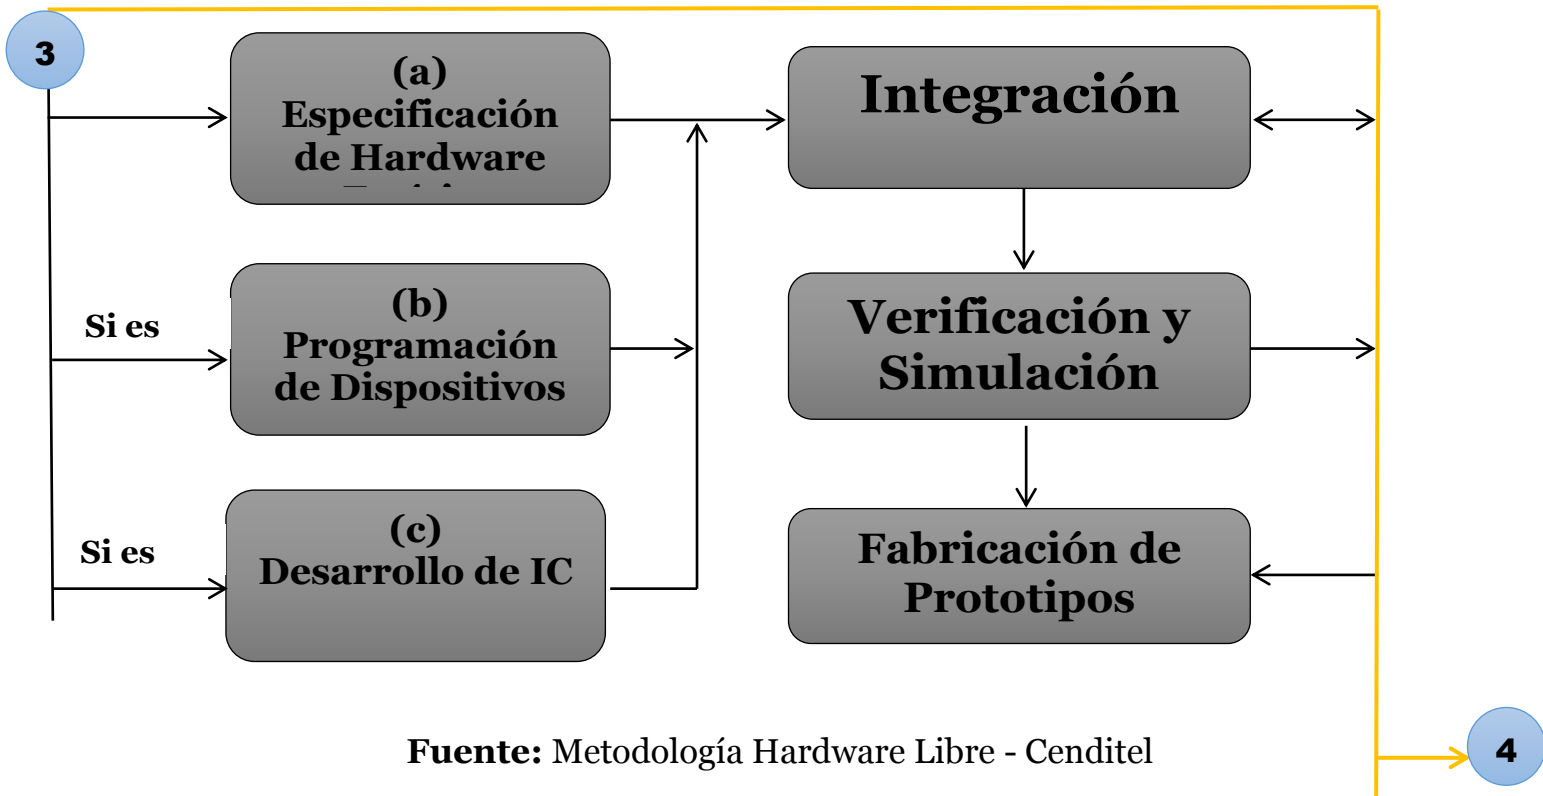 3
(a)
Especificación
de Hardware
Si es
(b)
Programación
de Dispositivos
Si es
(c)
Desarrollo de IC
Integración
Verificación y
Simulación
Fabricación de
Prototipos
4
Fuente: Metodología Hardware Libre - Cenditel